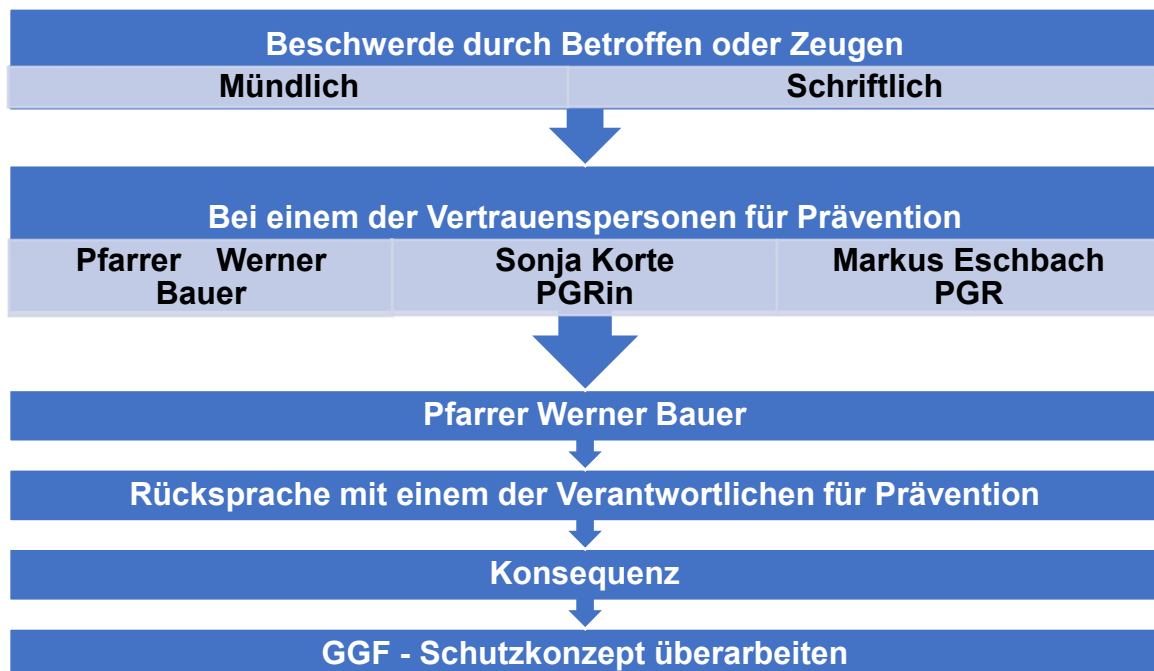 Beschwerde durch Betroffen oder Zeugen
Mündlich
Schriftlich
Bei einem der Vertrauenspersonen für Prävention
Pfarrer Werner
Bauer
Sonja Korte
PGRin
Markus Eschbach
PGR
Pfarrer Werner Bauer
Rücksprache mit einem der Verantwortlichen für Prävention
Konsequenz
GGF - Schutzkonzept überarbeiten